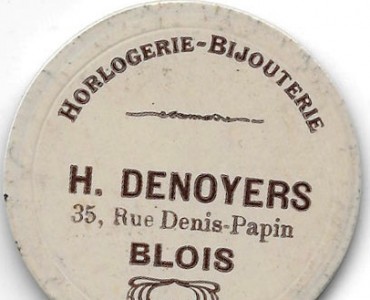 HORLOGERIE-BIJOUTERIE
H. DENOYERS
35, Rue Denis-Papin
BLOIS